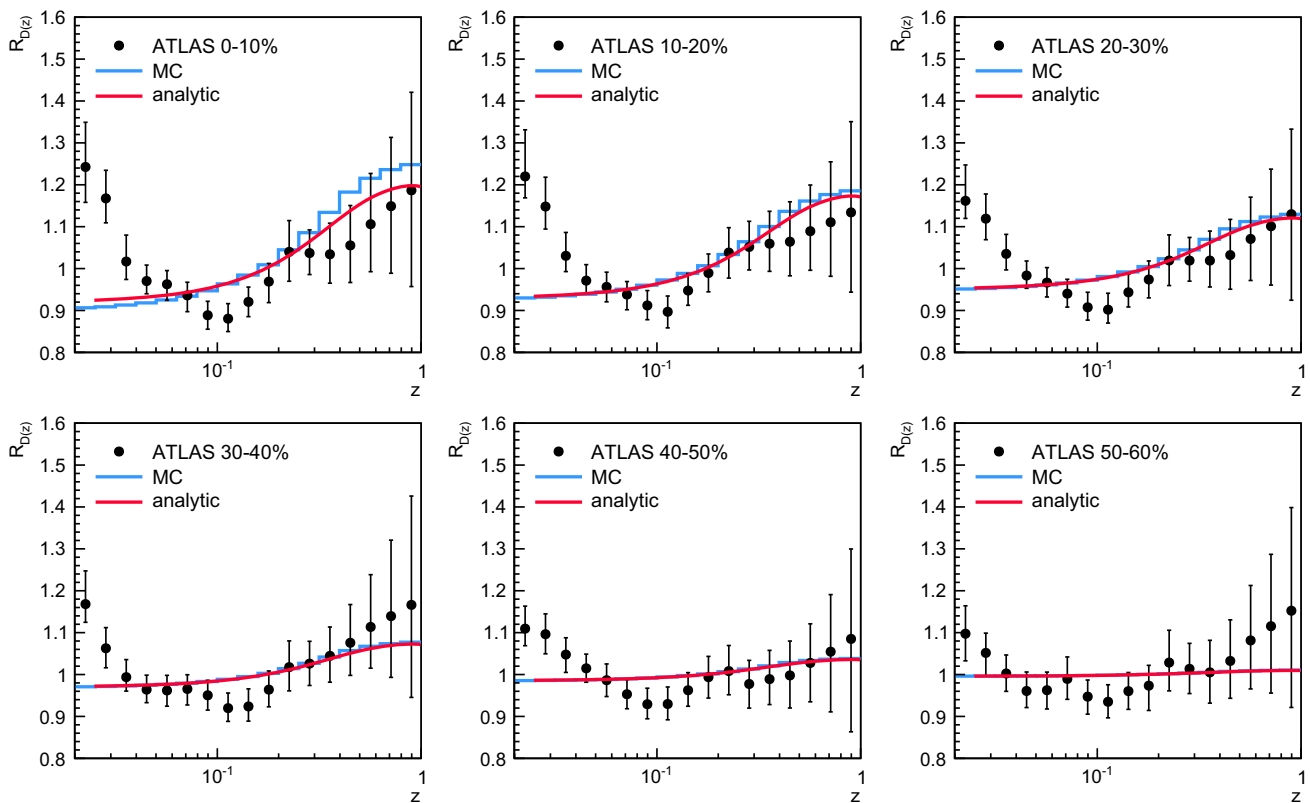 R_{D(z)}
1.6
1.5
1.4
1.3
1.2
1.1
1
0.9
0.8
ATLAS 0-10%
MC
analytic
10^{-1}
1
z
R_{D(z)}
1.6
1.5
1.4
1.3
1.2
1.1
1
0.9
0.8
ATLAS 10-20%
MC
analytic
10^{-1}
1
z
R_{D(z)}
1.6
1.5
1.4
1.3
1.2
1.1
1
0.9
0.8
ATLAS 20-30%
MC
analytic
10^{-1}
1
z
R_{D(z)}
1.6
1.5
1.4
1.3
1.2
1.1
1
0.9
0.8
ATLAS 30-40%
MC
analytic
10^{-1}
1
z
R_{D(z)}
1.6
1.5
1.4
1.3
1.2
1.1
1
0.9
0.8
ATLAS 40-50%
MC
analytic
10^{-1}
1
z
R_{D(z)}
1.6
1.5
1.4
1.3
1.2
1.1
1
0.9
0.8
ATLAS 50-60%
MC
analytic
10^{-1}
1
z